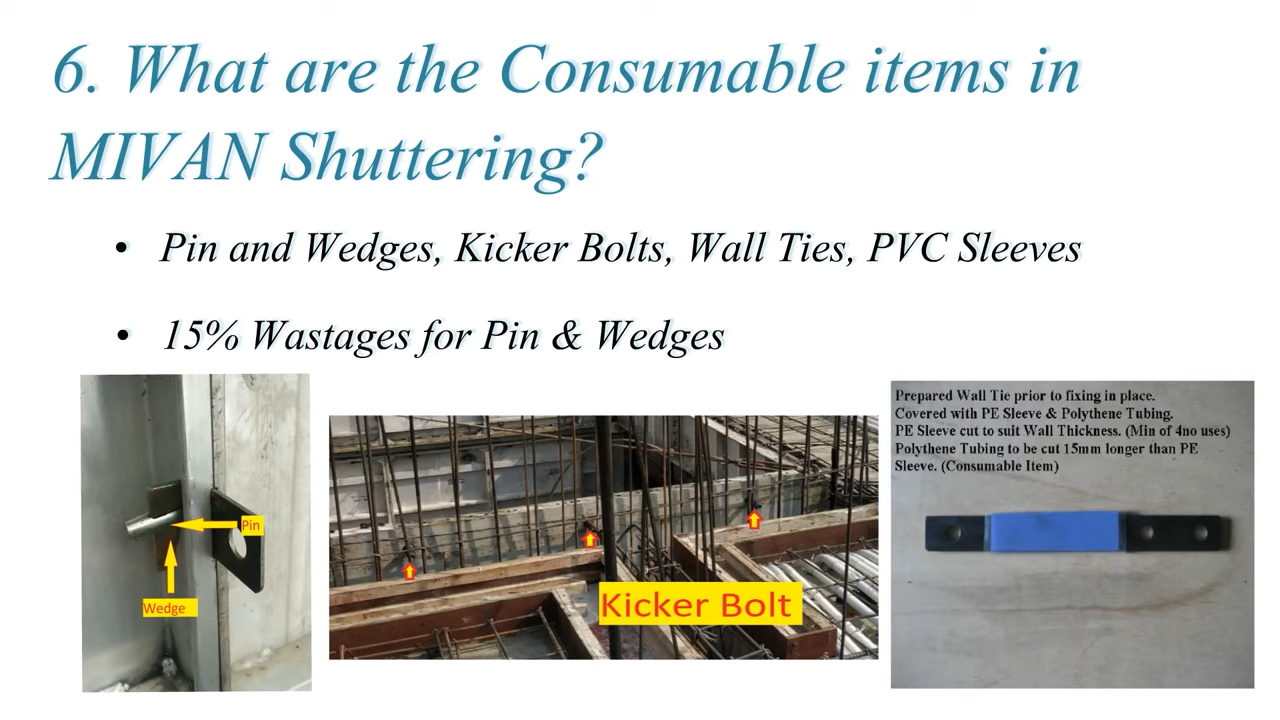 6. What are the Consumable items in
MIVAN Shuttering?
• Pin and Wedges, Kicker Bolts, Wall Ties, PVC Sleeves
• 15% Wastages for Pin & Wedges
Pin
Wedge
Kicker Bolt
Prepared Wall Tie prior to fixing in place.
Covered with PE Sleeve & Polythene Tubing.
PE Sleeve cut to suit Wall Thickness. (Min of 4no uses)
Polythene Tubing to be cut 15mm longer than PE
Sleeve. (Consumable Item)